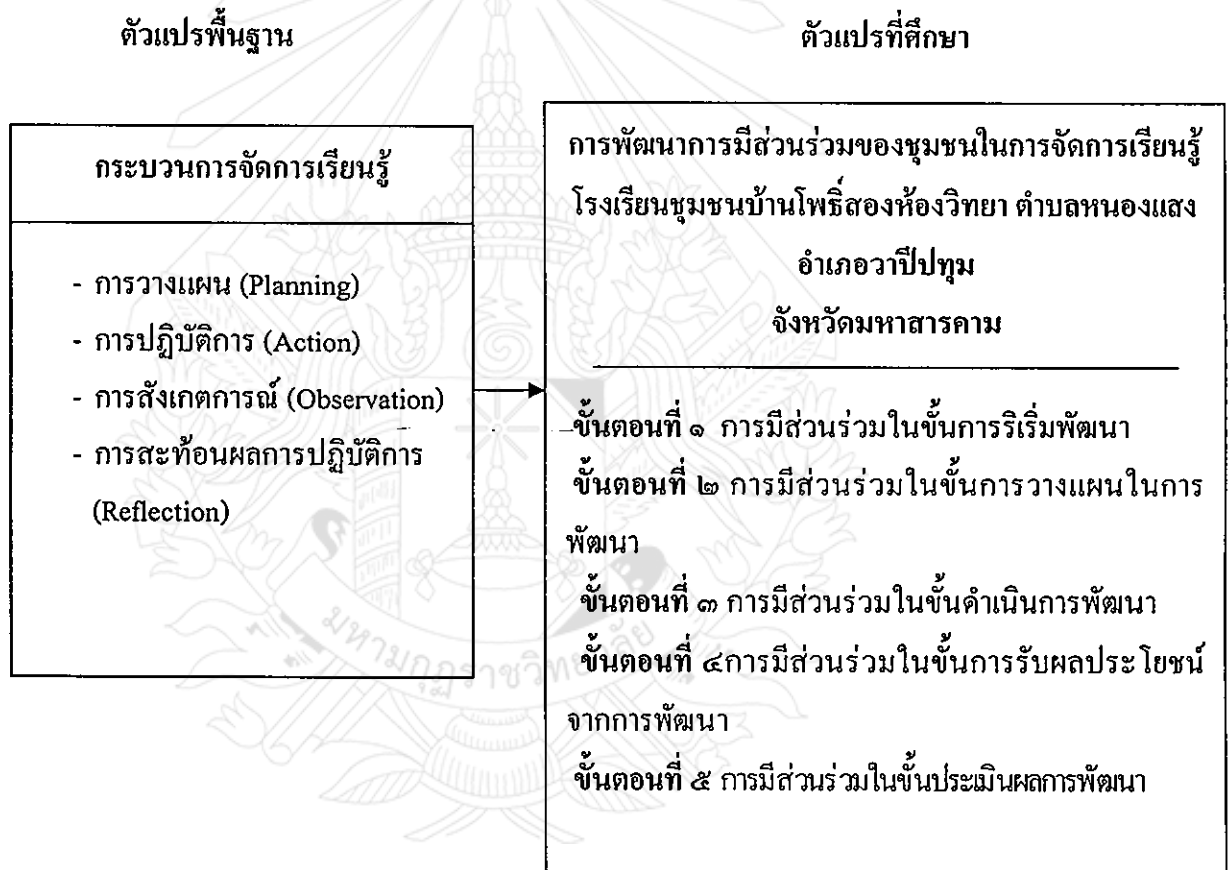 ตัวแปรพื้นฐาน
ตัวแปรที่ศึกษา
กระบวนการจัดการเรียนรู้
- การวางแผน (Planning)
- การปฏิบัติการ (Action)
- การสังเกตการณ์ (Observation)
- การสะท้อนผลการปฏิบัติการ
(Reflection)
การพัฒนาการมีส่วนร่วมของชุมชนในการจัดการเรียนรู้
โรงเรียนชุมชนบ้านโพธิ์สองห้องวิทยา ตำบลหนองแสง
อำเภอวาปีปทุม
จังหวัดมหาสารคาม
ขั้นตอนที่ ๑ การมีส่วนร่วมในขั้นการริเริ่มพัฒนา
ขั้นตอนที่ ๒ การมีส่วนร่วมในขั้นการวางแผนในการ
พัฒนา
ขั้นตอนที่ ๓ การมีส่วนร่วมในขั้นดำเนินการพัฒนา
ขั้นตอนที่ ๔การมีส่วนร่วมในขั้นการรับผลประโยชน์
จากการพัฒนา
ขั้นตอนที่ ๕ การมีส่วนร่วมในขั้นประเมินผลการพัฒนา
มหามกุฏราชวิทยาลัย